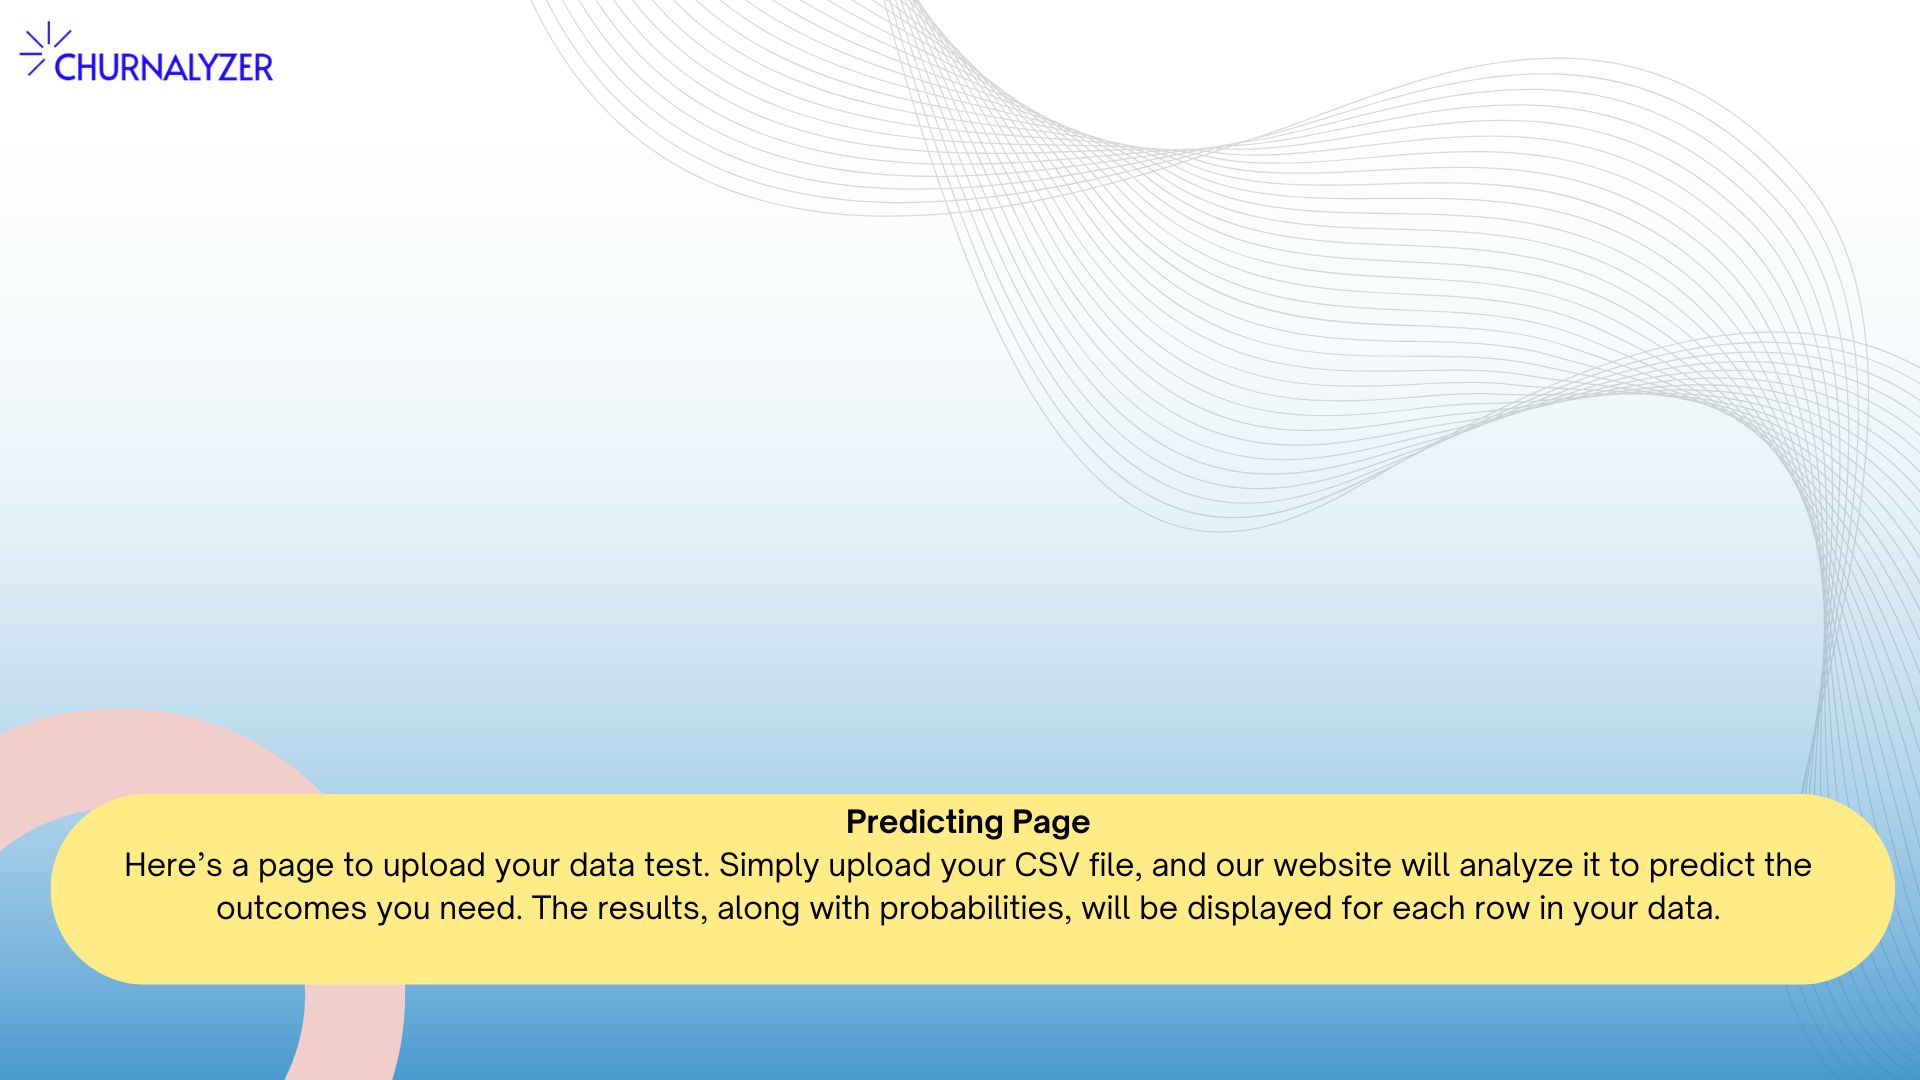 CHURNALYZER
Predicting Page
Here’s a page to upload your data test. Simply upload your CSV file, and our website will analyze it to predict the
outcomes you need. The results, along with probabilities, will be displayed for each row in your data.